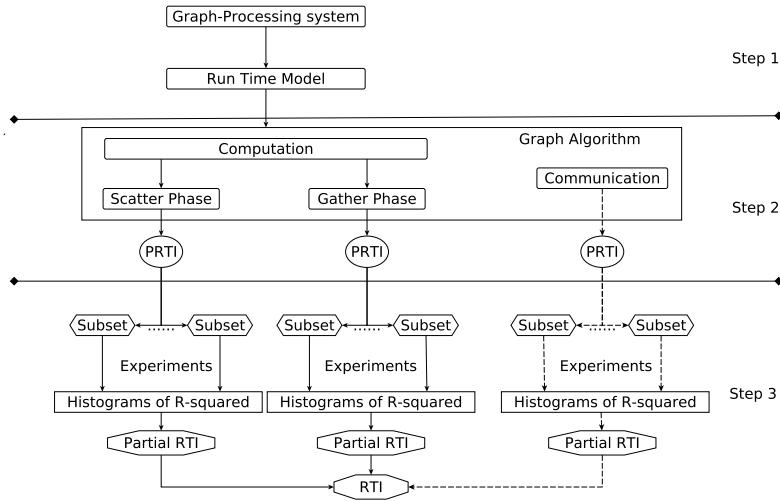 Graph-Processing system
Step 1
Run Time Model
Graph Algorithm
Computation
Communication
Scatter Phase
Gather Phase
Step 2
PRTI
PRTI
PRTI
Subset
......
Subset
Subset
......
Subset
Subset
......
Subset
Experiments
Experiments
Experiments
Step 3
Histograms of R-squared
Histograms of R-squared
Histograms of R-squared
Partial RTI
Partial RTI
Partial RTI
RTI